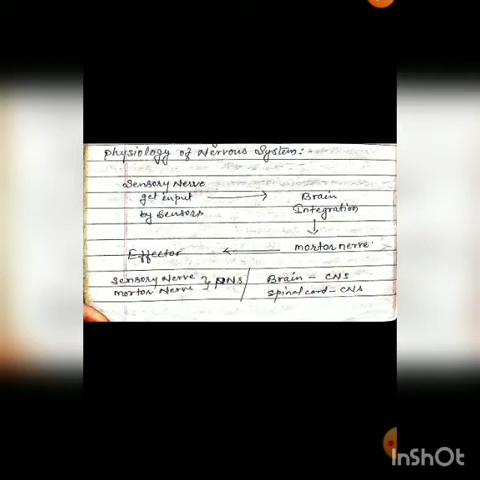 Physiology of Nervous System:-
Sensory Nerve
get input → Brain
by sensors Integration
↓
Effector ← mortor nerve
Sensory Nerve } PNS / Brain - CNS
mortor Nerve Spinal cord - CNS
InShOt